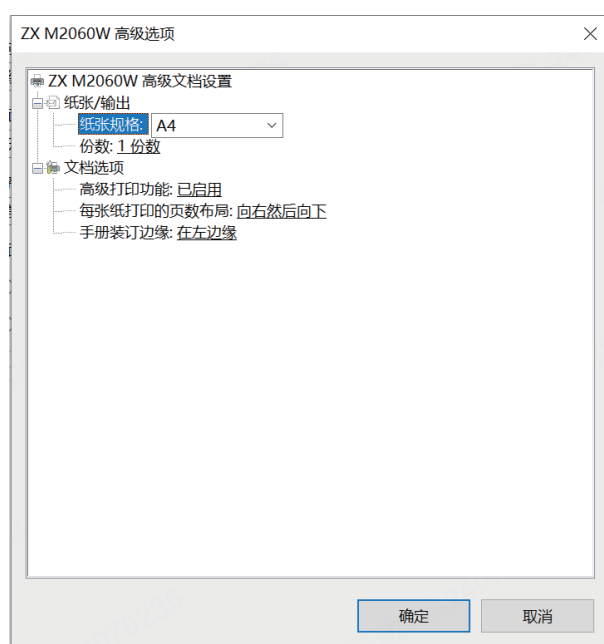 ZX M2060W 高级选项
ZX M2060W 高级文档设置
纸张/输出
纸张规格: A4
份数: 1 份数
文档选项
高级打印功能: 已启用
每张纸打印的页数布局: 向右然后向下
手册装订边缘: 在左边缘
确定 取消